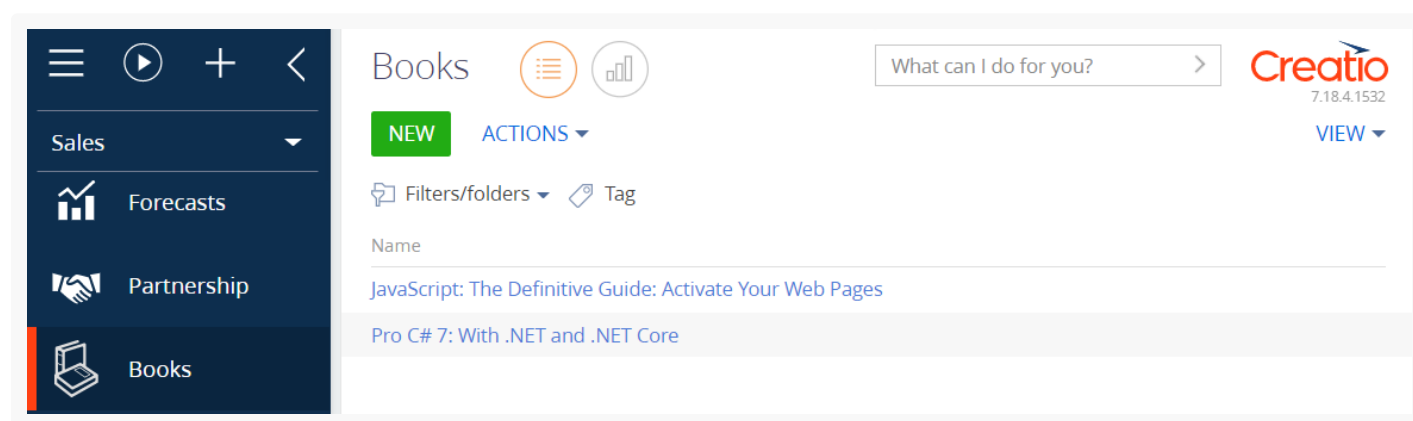 Books
What can I do for you?
Creatio
7.18.4.1532
Sales
NEW
ACTIONS
VIEW
Forecasts
Filters/folders
Tag
Name
Partnership
JavaScript: The Definitive Guide: Activate Your Web Pages
Pro C# 7: With .NET and .NET Core
Books